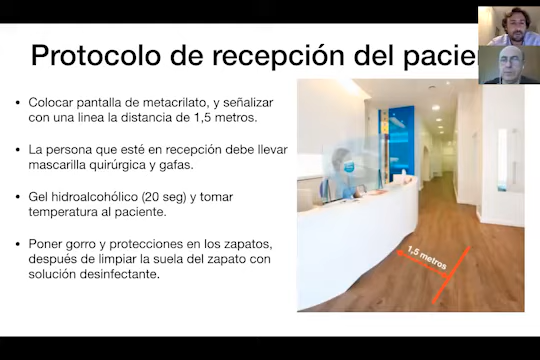 Protocolo de recepción del pacie
• Colocar pantalla de metacrilato, y señalizar
con una linea la distancia de 1,5 metros.
• La persona que esté en recepción debe llevar
mascarilla quirúrgica y gafas.
• Gel hidroalcohólico (20 seg) y tomar
temperatura al paciente.
• Poner gorro y protecciones en los zapatos,
después de limpiar la suela del zapato con
solución desinfectante.
1,5 metros